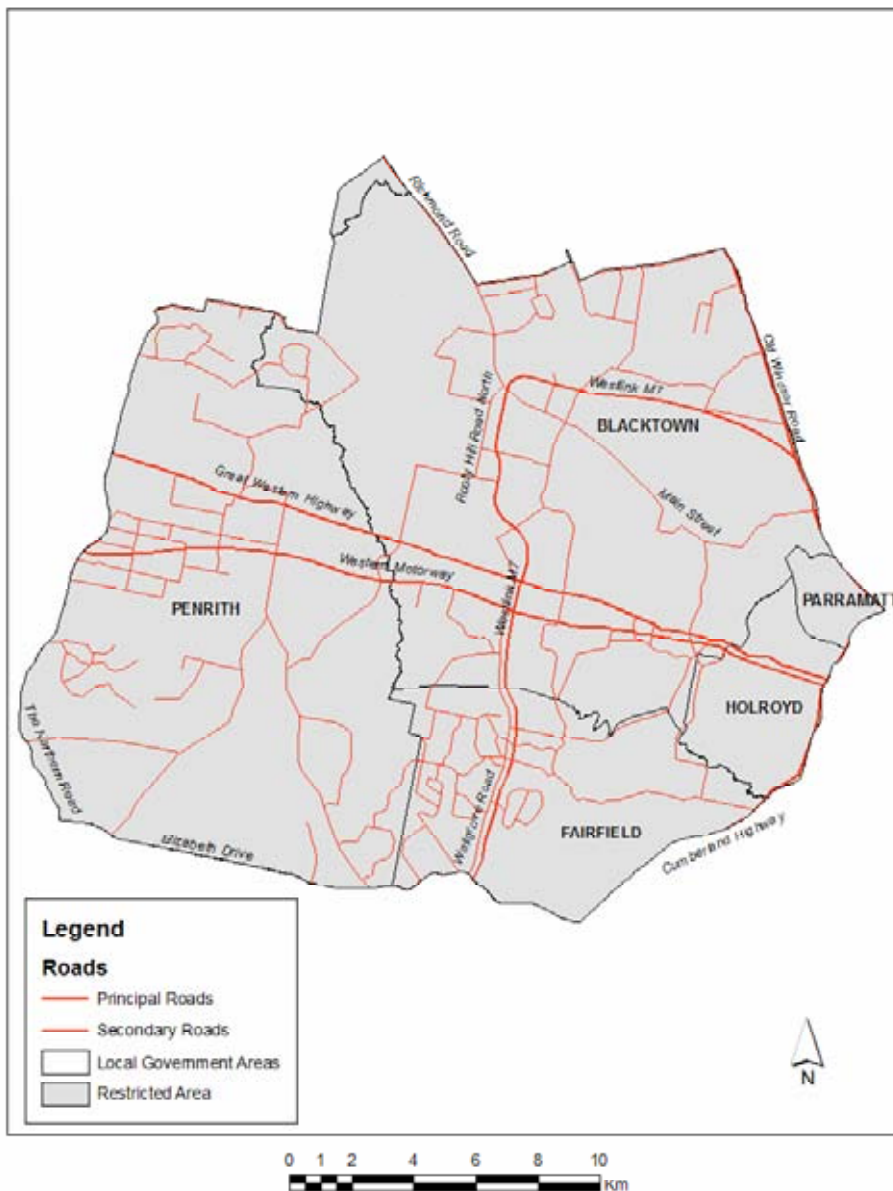 Richmond Road
Old Windsor Road
Westlink M7
BLACKTOWN
Rooty Hill Road North
Great Western Highway
Main Street
Western Motorway
Westlink M7
PARRAMATT
PENRITH
HOLROYD
The Northern Road
Wallgrove Road
FAIRFIELD
Elizabeth Drive
Cumberland Highway
Legend
Roads
Principal Roads
Secondary Roads
Local Government Areas
Restricted Area
N
0 1 2 4 6 8 10
Km